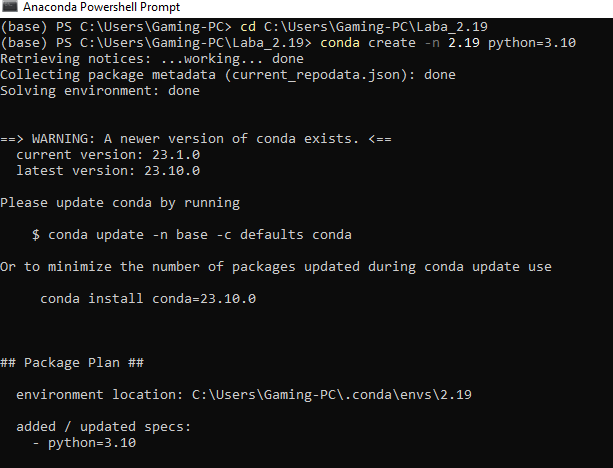 Anaconda Powershell Prompt
(base) PS C:\Users\Gaming-PC> cd C:\Users\Gaming-PC\Laba_2.19
(base) PS C:\Users\Gaming-PC\Laba_2.19> conda create -n 2.19 python=3.10
Retrieving notices: ...working... done
Collecting package metadata (current_repodata.json): done
Solving environment: done
==> WARNING: A newer version of conda exists. <==
current version: 23.1.0
latest version: 23.10.0
Please update conda by running
$ conda update -n base -c defaults conda
Or to minimize the number of packages updated during conda update use
conda install conda=23.10.0
## Package Plan ##
environment location: C:\Users\Gaming-PC\.conda\envs\2.19
added / updated specs:
- python=3.10